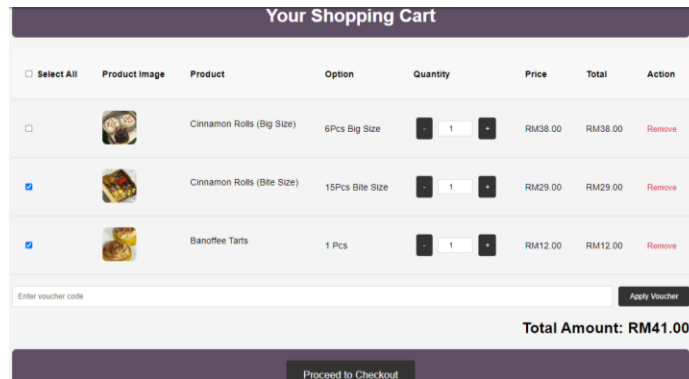 Your Shopping Cart
Select All Product Image Product Option Quantity Price Total Action
Cinnamon Rolls (Big Size) 6Pcs Big Size - 1 + RM38.00 RM38.00 Remove
Cinnamon Rolls (Bite Size) 15Pcs Bite Size - 1 + RM29.00 RM29.00 Remove
Banoffee Tarts 1 Pcs - 1 + RM12.00 RM12.00 Remove
Enter voucher code Apply Voucher
Total Amount: RM41.00
Proceed to Checkout